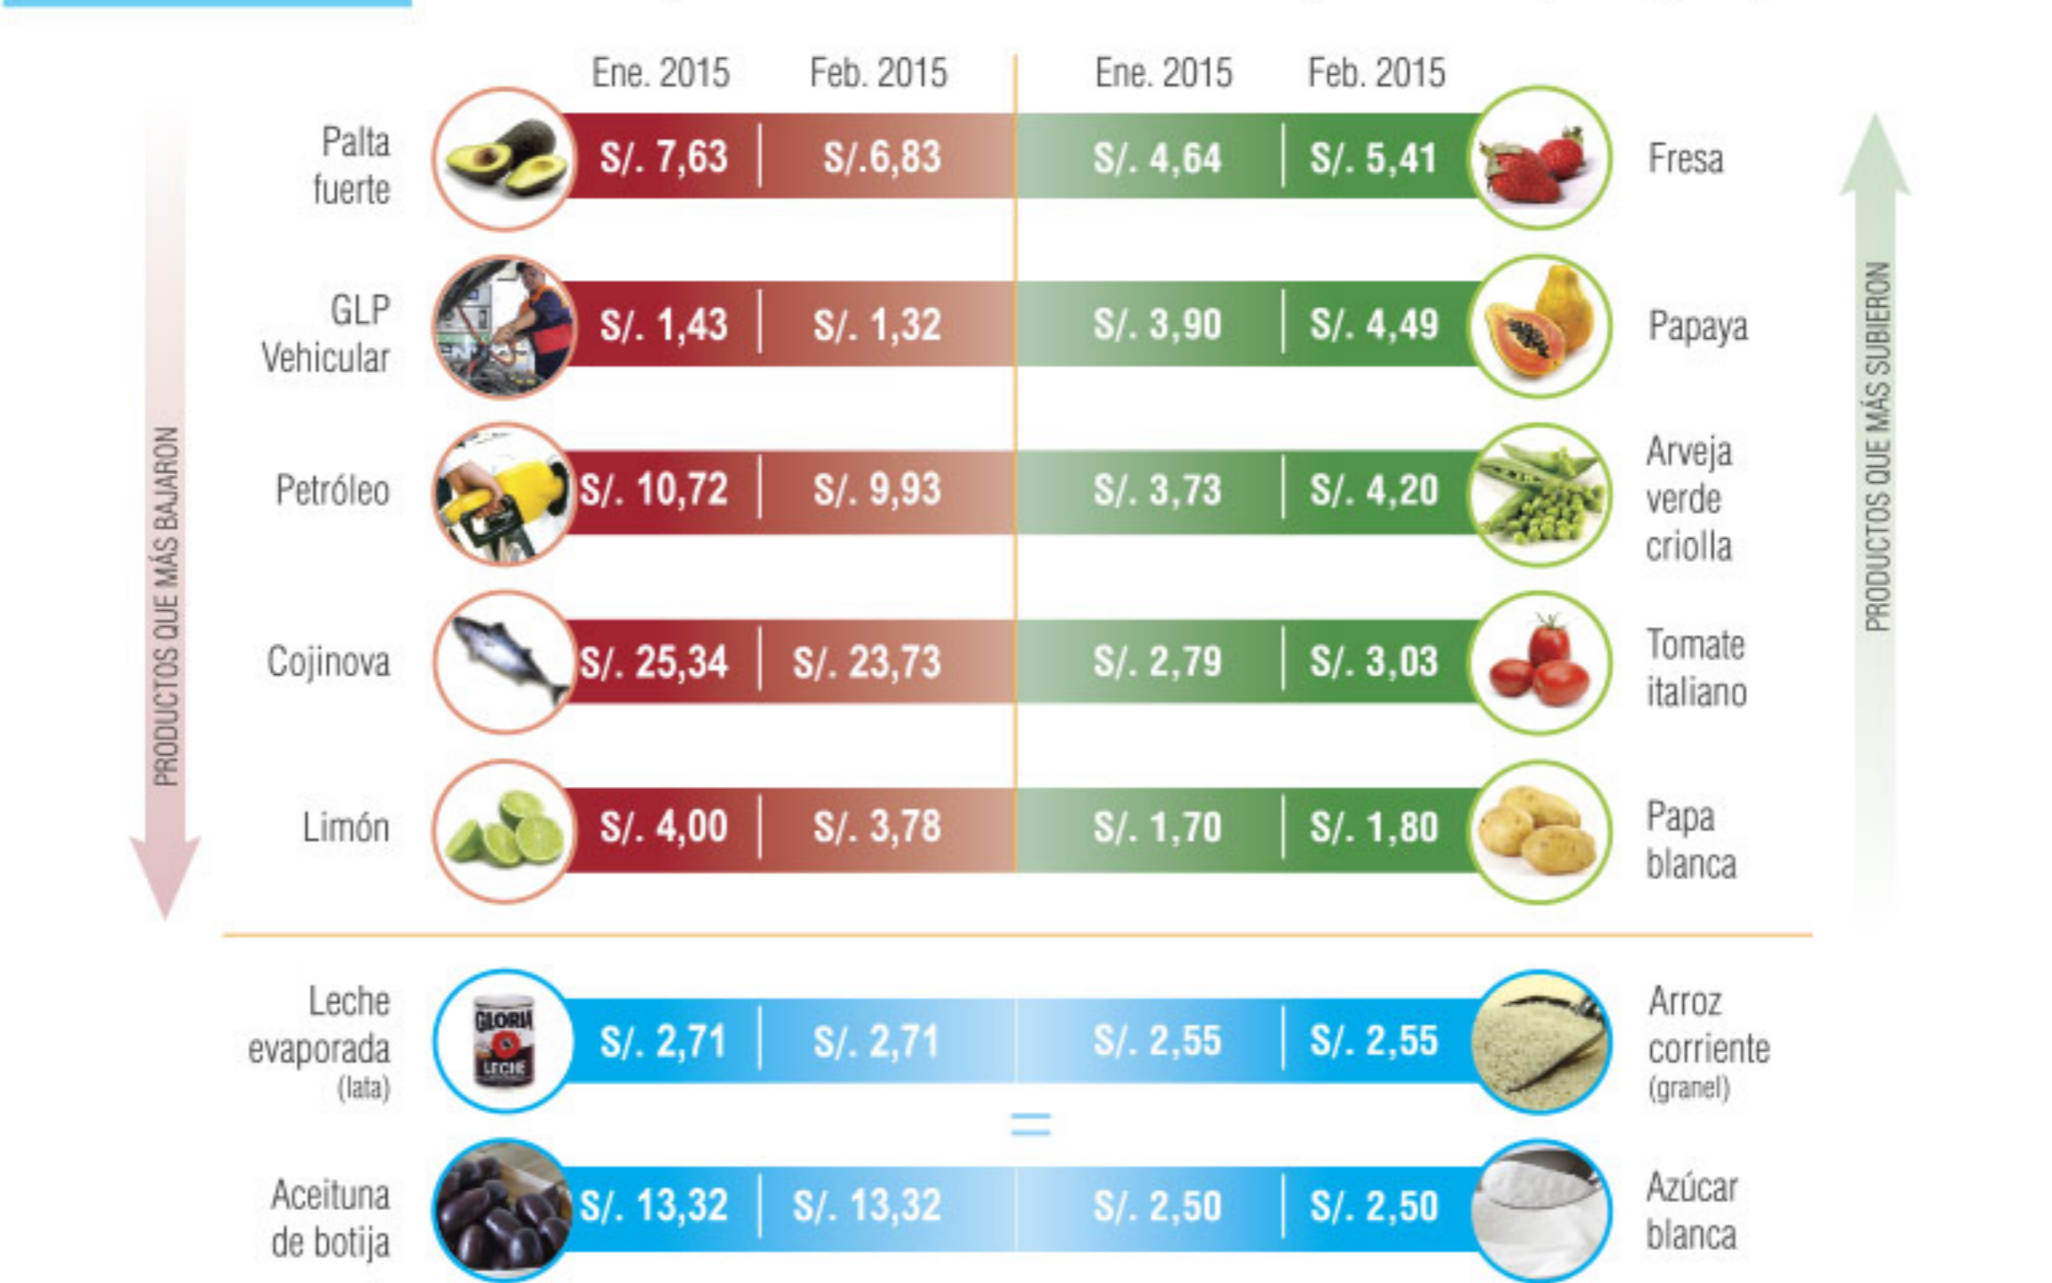 Ene. 2015 Feb. 2015 Ene. 2015 Feb. 2015
Palta
fuerte
S/. 7,63 S/.6,83 S/. 4,64 S/. 5,41
Fresa
GLP
Vehicular
S/. 1,43 S/. 1,32 S/. 3,90 S/. 4,49
Papaya
Petróleo
S/. 10,72 S/. 9,93 S/. 3,73 S/. 4,20
Arveja
verde
criolla
Cojinova
S/. 25,34 S/. 23,73 S/. 2,79 S/. 3,03
Tomate
italiano
Limón
S/. 4,00 S/. 3,78 S/. 1,70 S/. 1,80
Papa
blanca
PRODUCTOS QUE MÁS BAJARON
PRODUCTOS QUE MÁS SUBIERON
Leche
evaporada
(lata)
GLORIA
LECHE
S/. 2,71 S/. 2,71 S/. 2,55 S/. 2,55
Arroz
corriente
(granel)
=
Aceituna
de botija
S/. 13,32 S/. 13,32 S/. 2,50 S/. 2,50
Azúcar
blanca